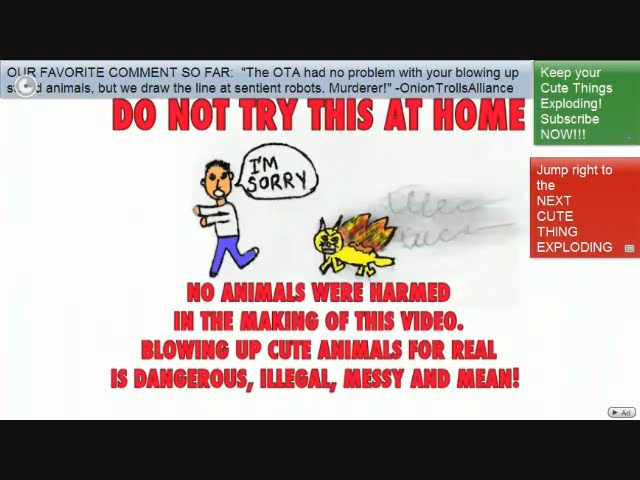 OUR FAVORITE COMMENT SO FAR: "The OTA had no problem with your blowing up
animals, but we draw the line at sentient robots. Murderer!" -OnionTrollsAlliance
Keep your
Cute Things
Exploding!
Subscribe
NOW!!!
DO NOT TRY THIS AT HOME
I'M
SORRY
Jump right to
the
NEXT
CUTE
THING
EXPLODING
NO ANIMALS WERE HARMED
IN THE MAKING OF THIS VIDEO.
BLOWING UP CUTE ANIMALS FOR REAL
IS DANGEROUS, ILLEGAL, MESSY AND MEAN!